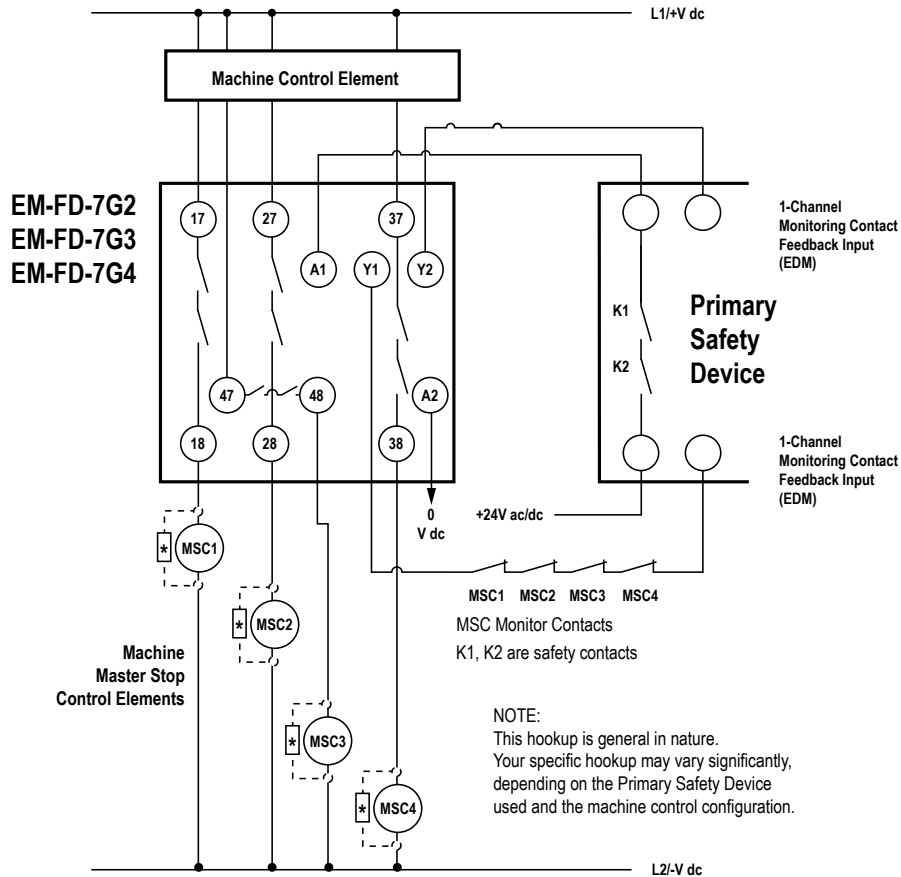 L1/+V dc
Machine Control Element
EM-FD-7G2
EM-FD-7G3
EM-FD-7G4
17
27
37
A1
Y1
Y2
47
48
A2
18
28
38
0
V dc
1-Channel
Monitoring Contact
Feedback Input
(EDM)
K1
K2
Primary
Safety
Device
1-Channel
Monitoring Contact
Feedback Input
(EDM)
+24V ac/dc
MSC1 MSC2 MSC3 MSC4
MSC Monitor Contacts
K1, K2 are safety contacts
* MSC1
* MSC2
* MSC3
* MSC4
Machine
Master Stop
Control Elements
NOTE:
This hookup is general in nature.
Your specific hookup may vary significantly,
depending on the Primary Safety Device
used and the machine control configuration.
L2/-V dc